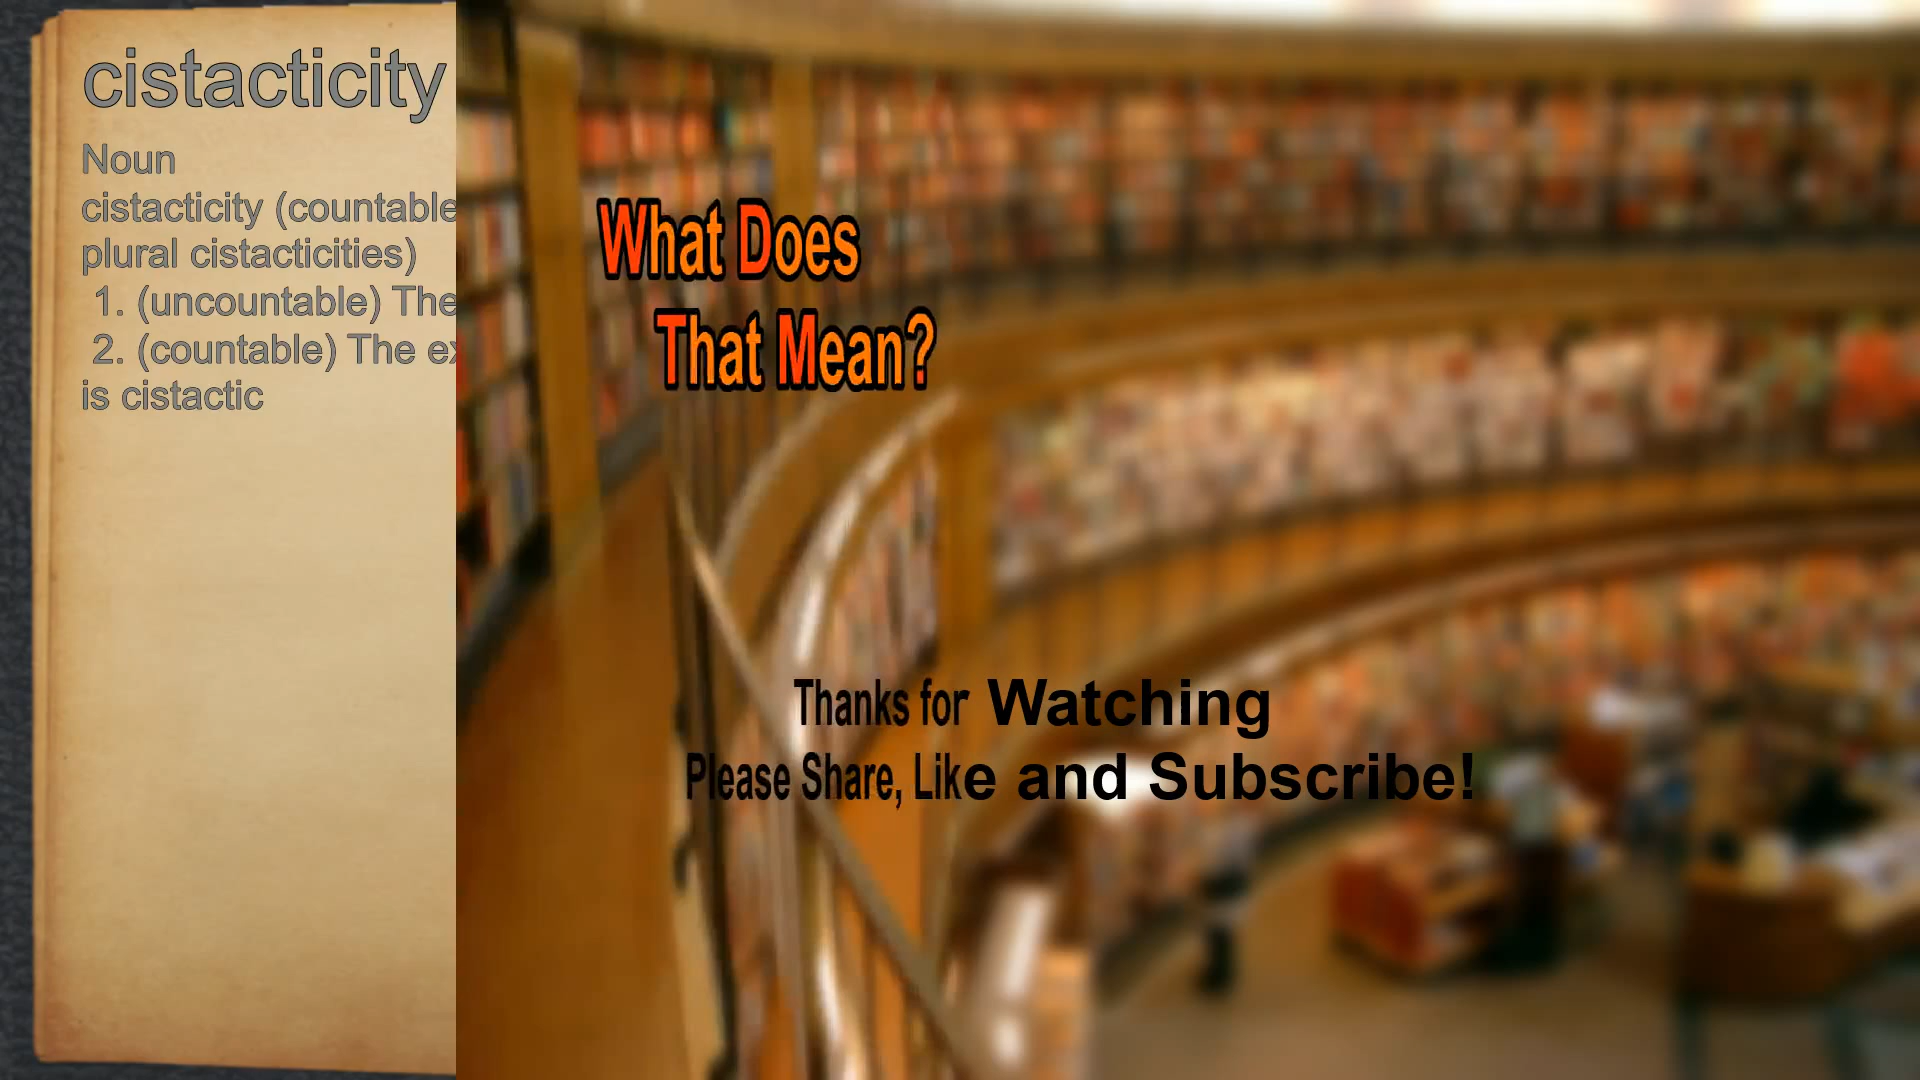 cistacticity
Noun
cistacticity (countable
plural cistacticities)
1. (uncountable) The
2. (countable) The ex
is cistactic
What Does
That Mean?
Thanks for Watching
Please Share, Like and Subscribe!